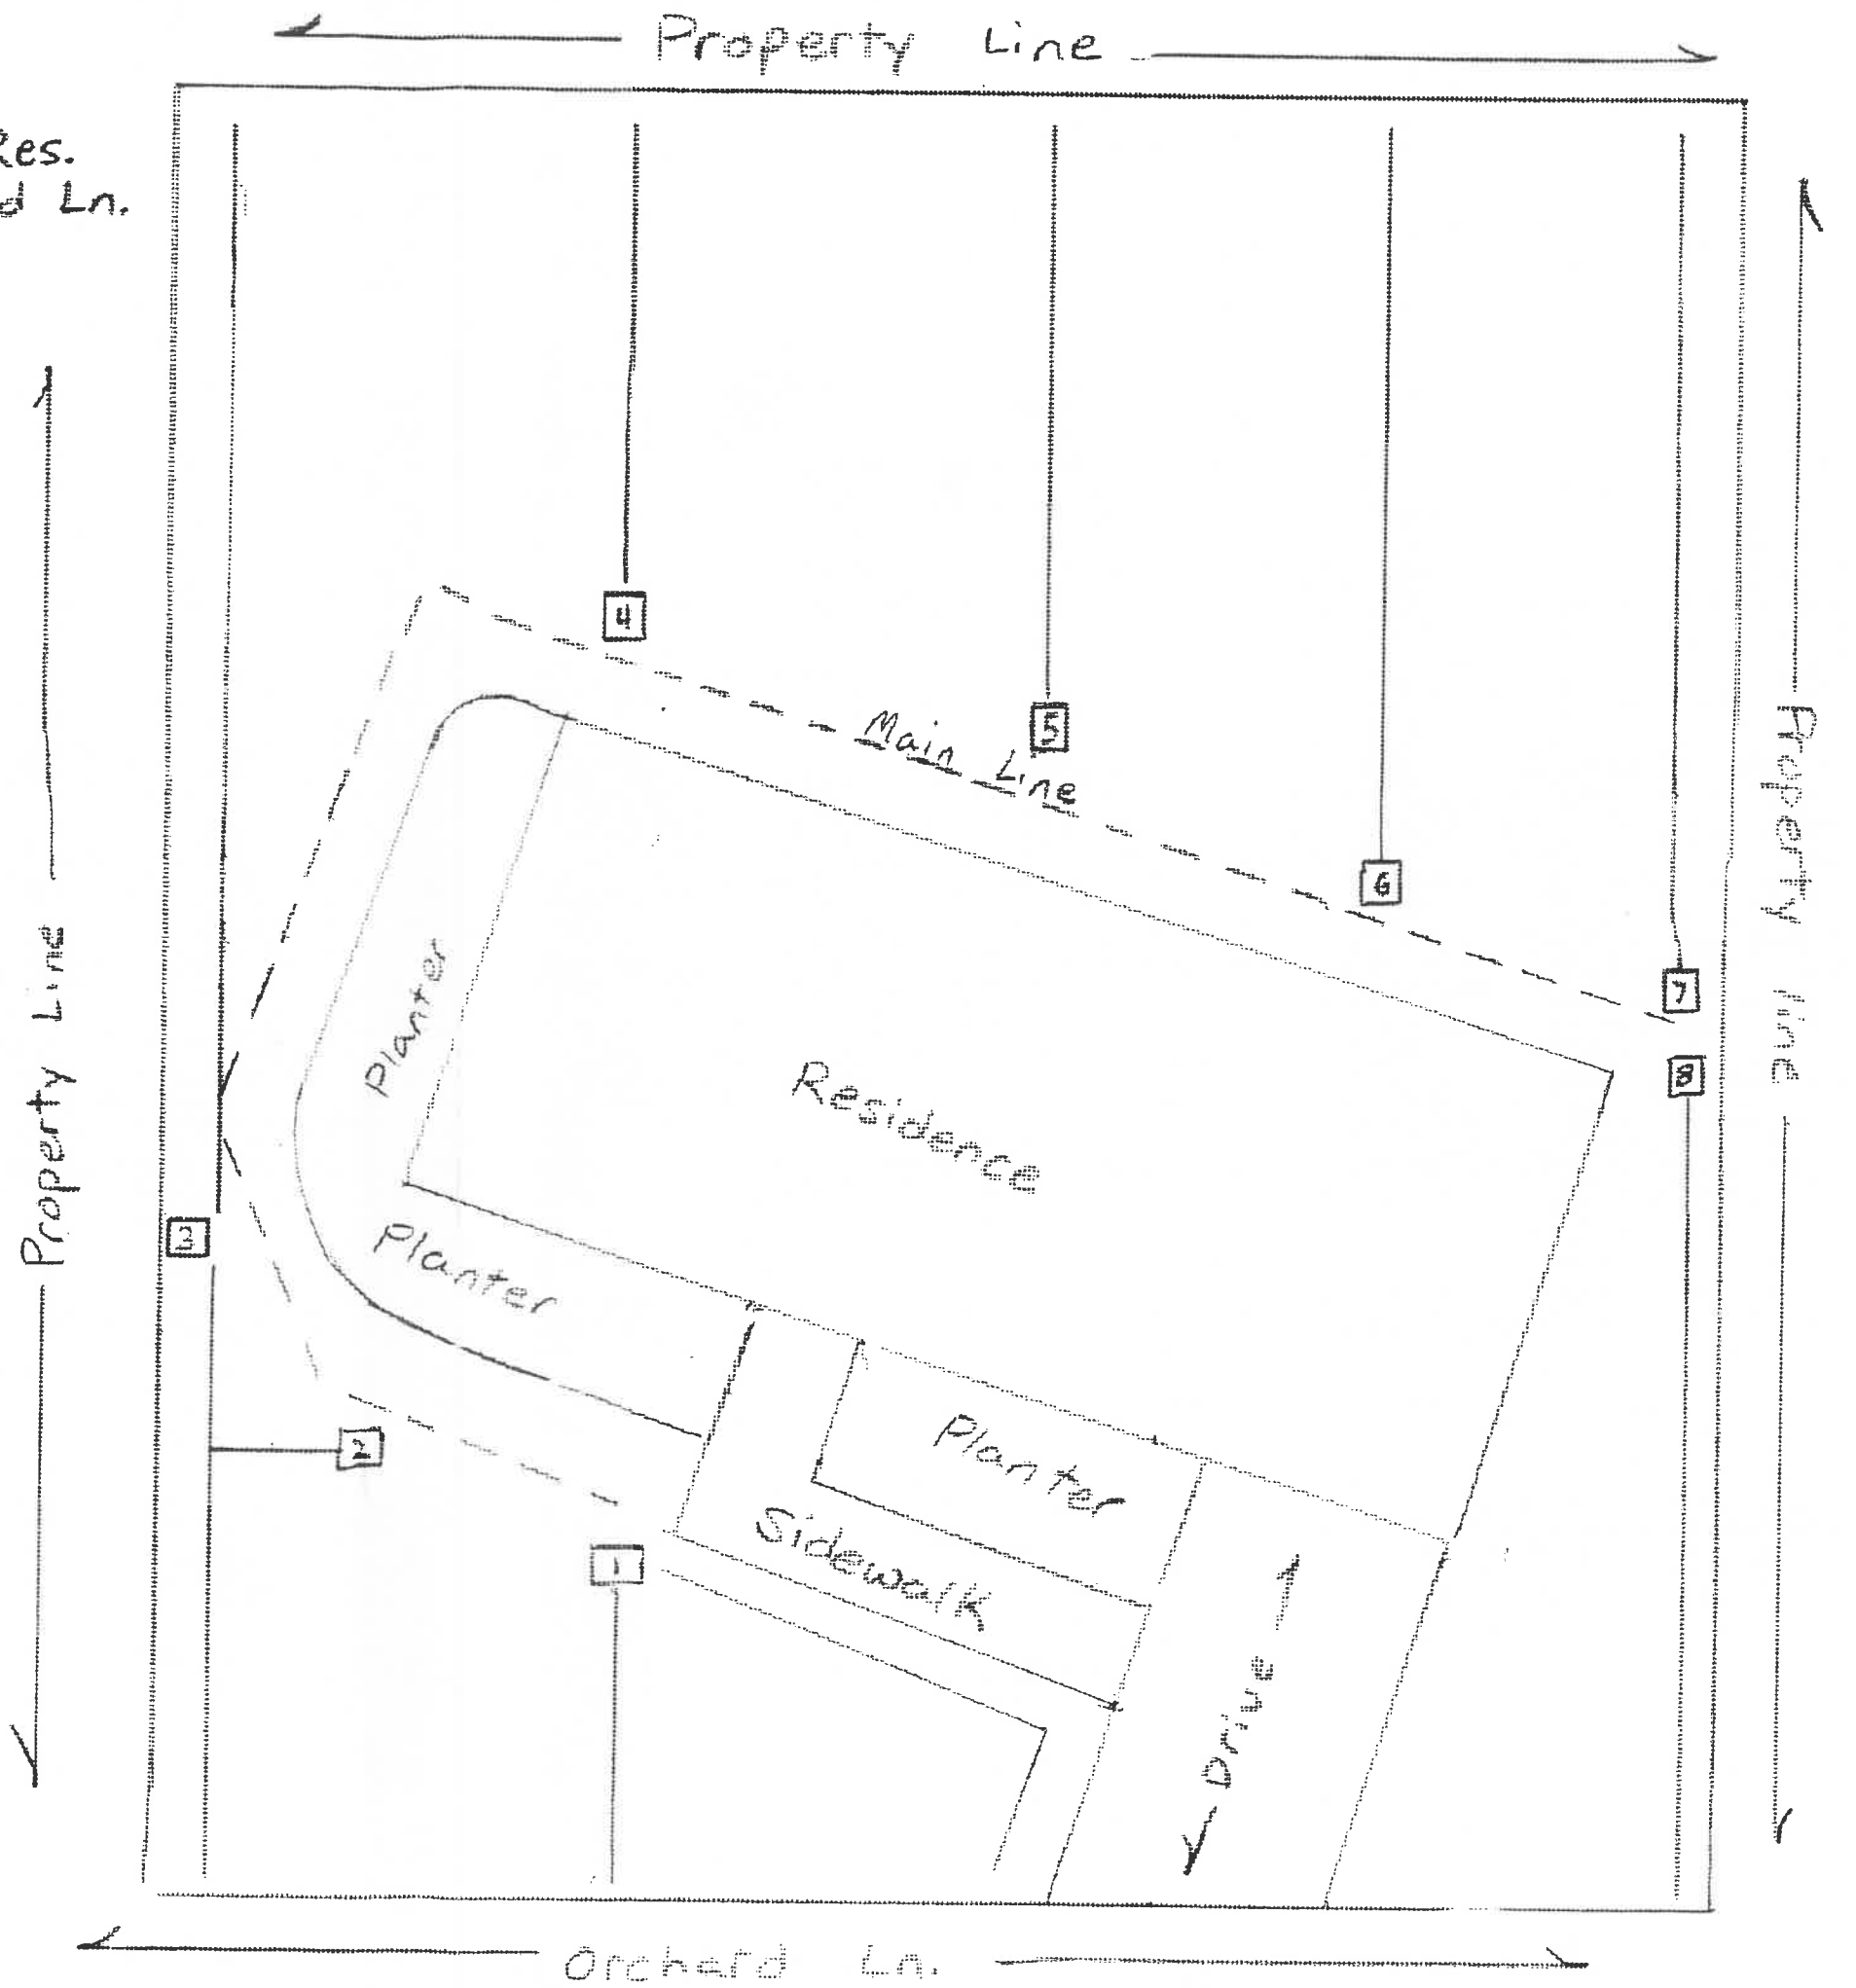 Property Line
Res.
Ln.
4
5
Main Line
6
7
8
Property Line
Property Line
Planter
Residence
3
Planter
2
Planter
1
Sidewalk
Drive
Orchard Ln.